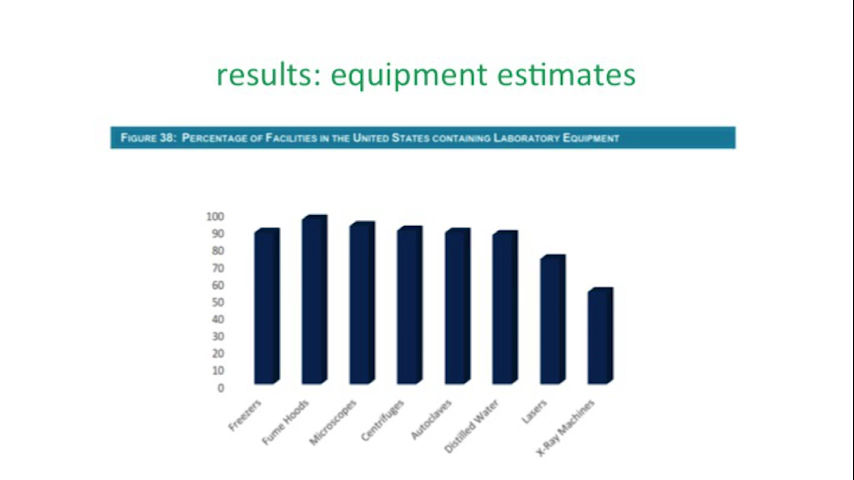 results: equipment estimates
FIGURE 38: PERCENTAGE OF FACILITIES IN THE UNITED STATES CONTAINING LABORATORY EQUIPMENT
100
90
80
70
60
50
40
30
20
10
0
Freezers
Fume Hoods
Microscopes
Centrifuges
Autoclaves
Distilled Water
Lasers
X-Ray Machines